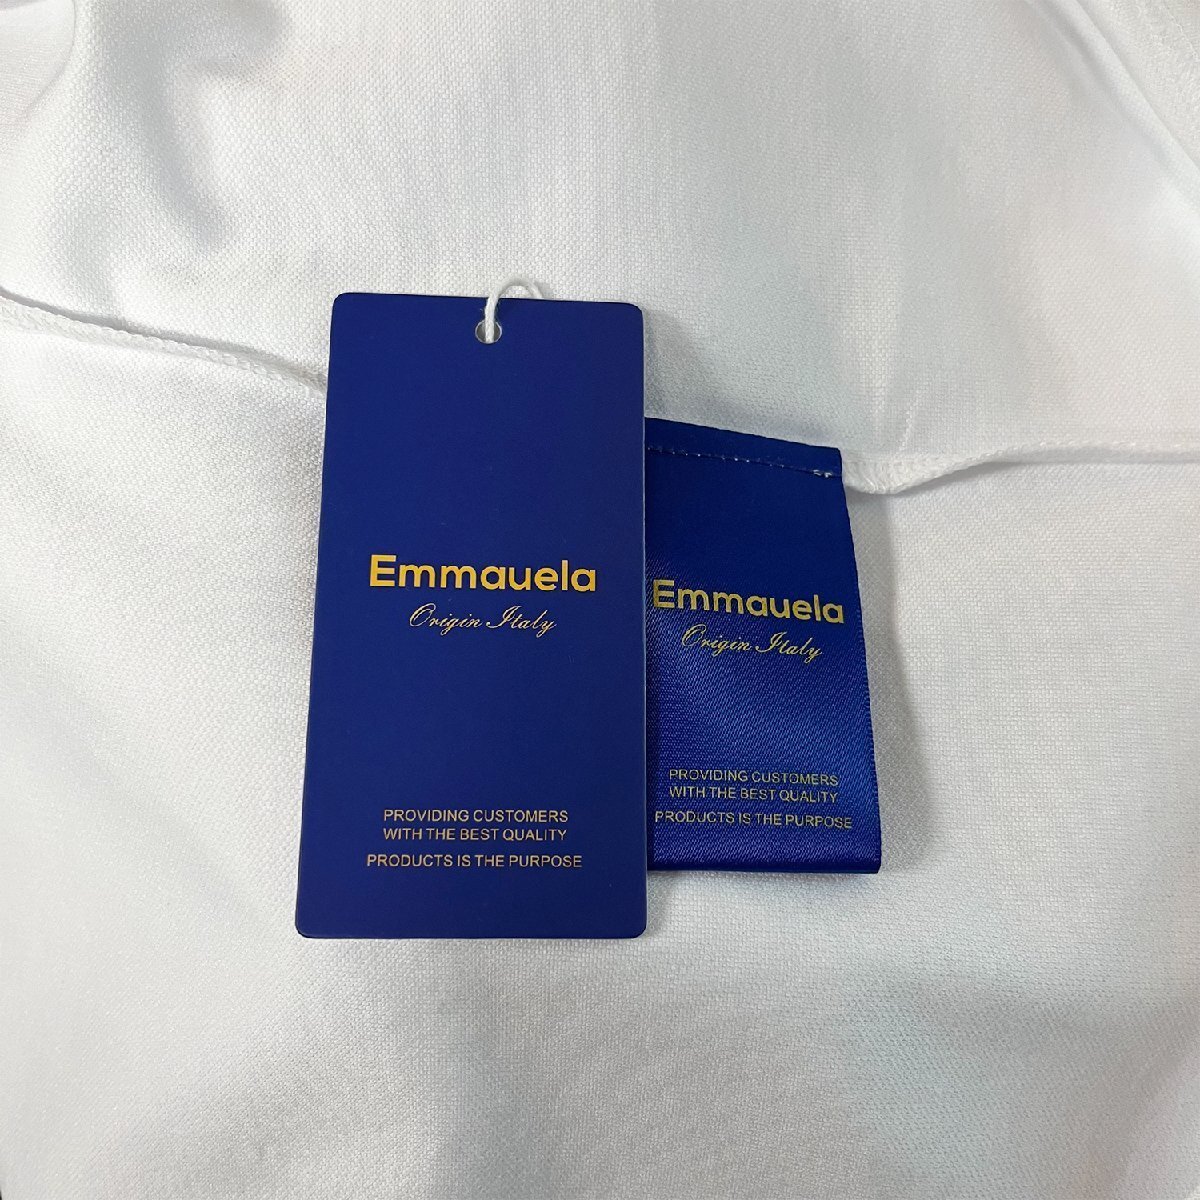 Emmauela
Origin Italy
PROVIDING CUSTOMERS
WITH THE BEST QUALITY
PRODUCTS IS THE PURPOSE
Emmauela
Origin Italy
PROVIDING CUSTOMERS
WITH THE BEST QUALITY
PRODUCTS IS THE PURPOSE